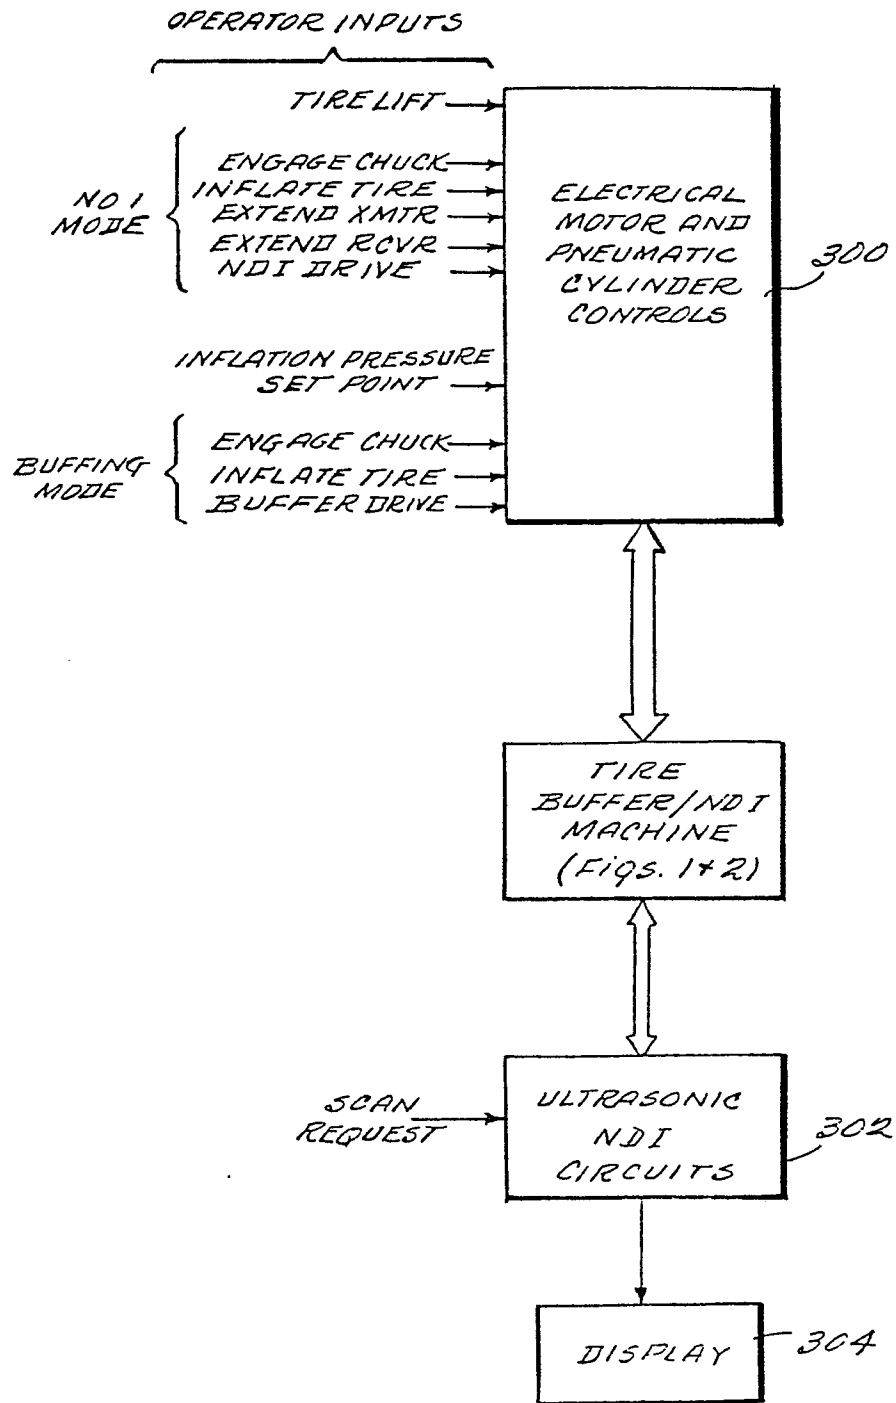 OPERATOR INPUTS
TIRE LIFT
NO I
MODE
ENGAGE CHUCK
INFLATE TIRE
EXTEND XMTR
EXTEND RCVR
NDI DRIVE
ELECTRICAL
MOTOR AND
PNEUMATIC
CYLINDER
CONTROLS
300
INFLATION PRESSURE
SET POINT
BUFFING
MODE
ENGAGE CHUCK
INFLATE TIRE
BUFFER DRIVE
TIRE
BUFFER/NDI
MACHINE
(Figs. 1+2)
SCAN
REQUEST
ULTRASONIC
NDI
CIRCUITS
302
DISPLAY
304